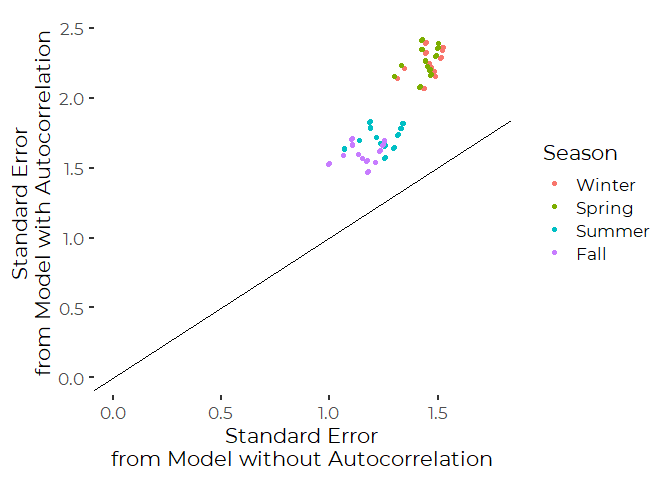 Standard Error
from Model with Autocorrelation
2.5
2.0
1.5
1.0
0.5
0.0
0.0
0.5
1.0
1.5
Standard Error
from Model without Autocorrelation
Season
Winter
Spring
Summer
Fall